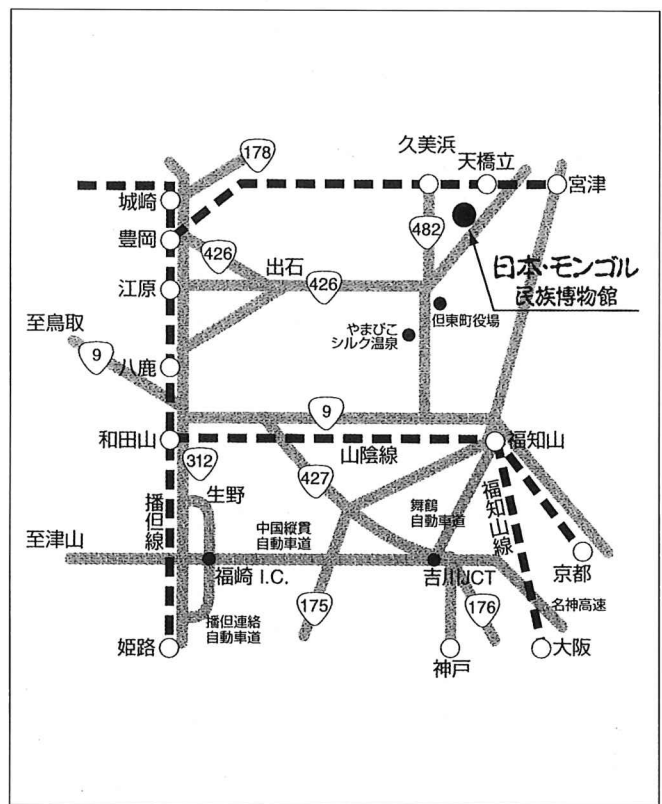 178
久美浜
天橋立
宮津
城崎
豊岡
426
出石
482
426
江原
日本・モンゴル
民族博物館
至鳥取
9
八鹿
やまびこ
シルク温泉
但東町役場
9
和田山
山陰線
福知山
312
427
播但線
生野
中国縦貫
自動車道
舞鶴
自動車道
福知山線
至津山
福崎 I.C.
吉川JCT
京都
175
176
名神高速
播但連絡
自動車道
姫路
神戸
大阪